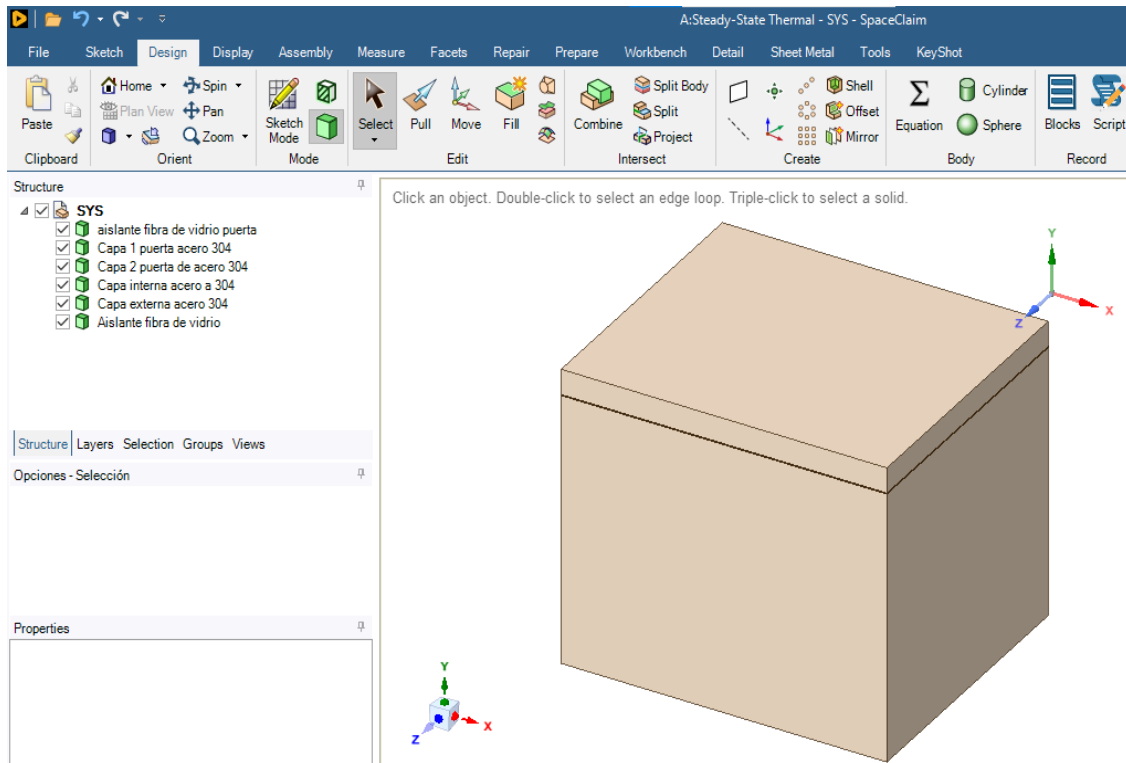 A:Steady-State Thermal - SYS - SpaceClaim
File Sketch Design Display Assembly Measure Facets Repair Prepare Workbench Detail Sheet Metal Tools KeyShot
Home Spin Split Body Shell Cylinder
Plan View Pan Split Offset
Paste Zoom Sketch Mode Select Pull Move Fill Combine Project Mirror Equation Sphere Blocks Script
Clipboard Orient Mode Edit Intersect Create Body Record
Structure
Click an object. Double-click to select an edge loop. Triple-click to select a solid.
SYS
aislante fibra de vidrio puerta
Capa 1 puerta acero 304
Capa 2 puerta de acero 304
Capa interna acero a 304
Capa externa acero 304
Aislante fibra de vidrio
Y
X
Z
Structure Layers Selection Groups Views
Opciones - Selección
Properties
Y
X
Z